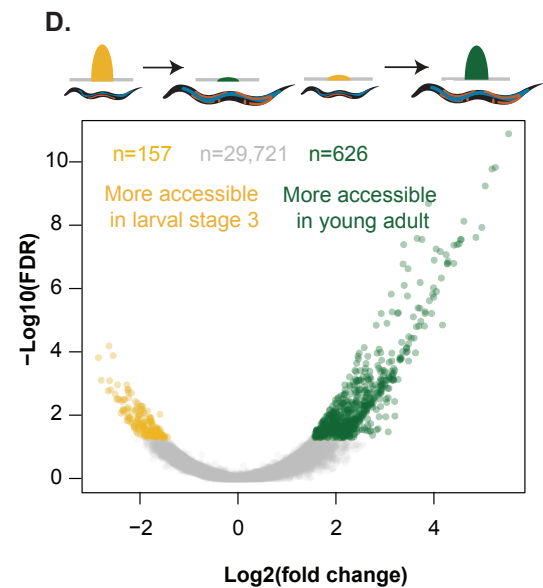 D.
n=157 n=29,721 n=626
More accessible in larval stage 3
More accessible in young adult
10
8
6
4
2
0
−Log10(FDR)
−2 0 2 4
Log2(fold change)